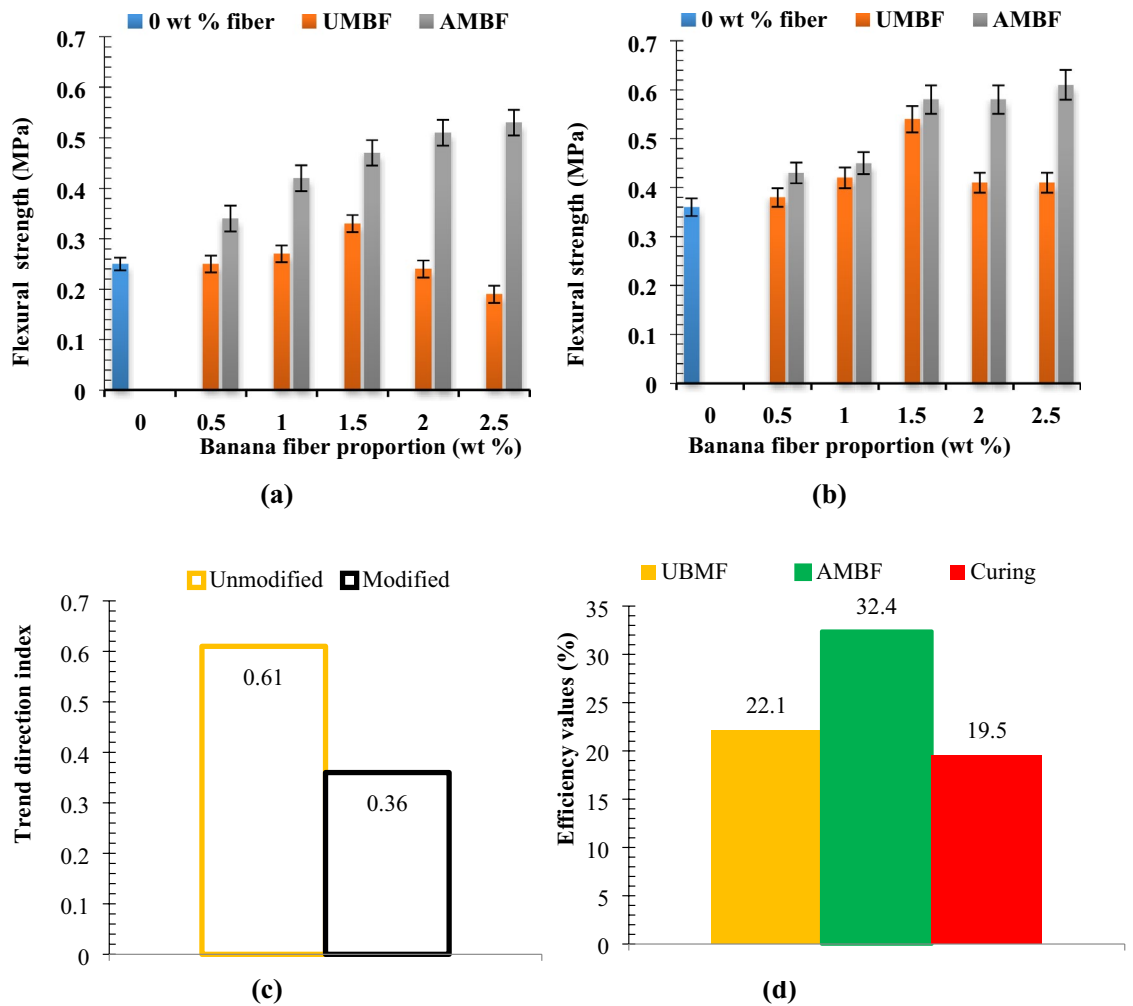 0 wt % fiber UMBF AMBF
0.7
0.6
0.5
0.4
0.3
0.2
0.1
0
Flexural strength (MPa)
0 0.5 1 1.5 2 2.5
Banana fiber proportion (wt %)
(a)
0 wt % fiber UMBF AMBF
0.7
0.6
0.5
0.4
0.3
0.2
0.1
0
Flexural strength (MPa)
0 0.5 1 1.5 2 2.5
Banana fiber proportion (wt %)
(b)
Unmodified Modified
0.7
0.6
0.5
0.4
0.3
0.2
0.1
0
Trend direction index
0.61
0.36
(c)
UBMF AMBF Curing
35
30
25
20
15
10
5
0
Efficiency values (%)
22.1
32.4
19.5
(d)